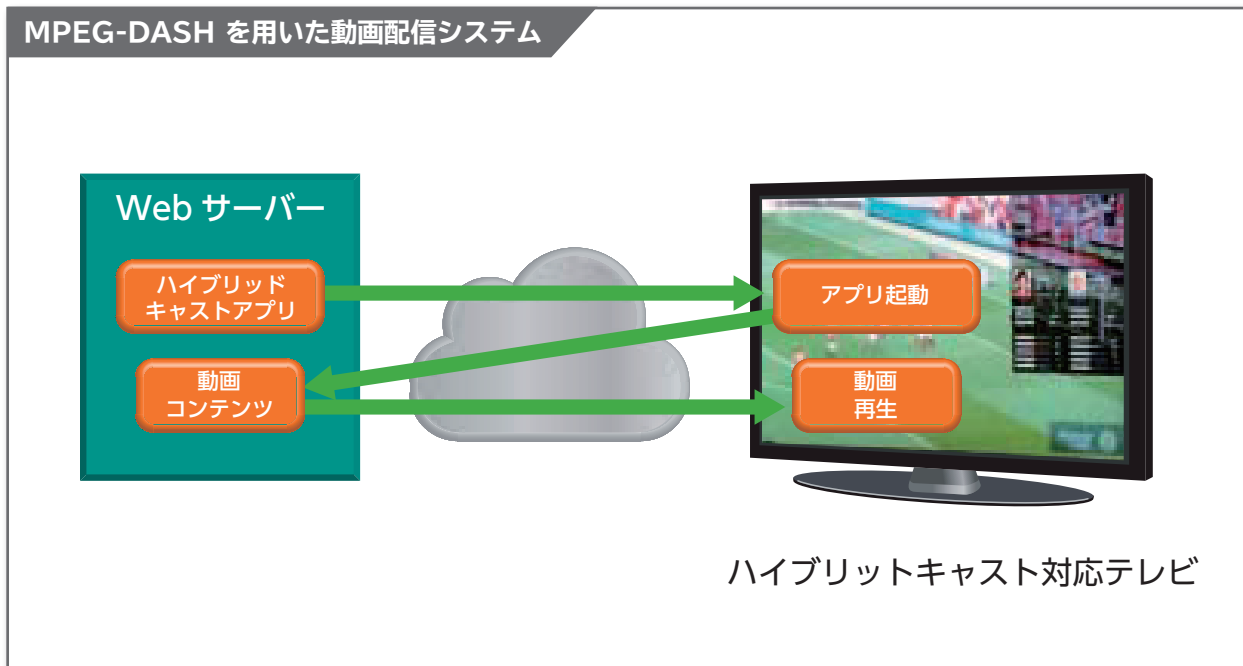 MPEG-DASH を用いた動画配信システム
Web サーバー
ハイブリッド
キャストアプリ
アプリ起動
動画
コンテンツ
動画
再生
ハイブリットキャスト対応テレビ